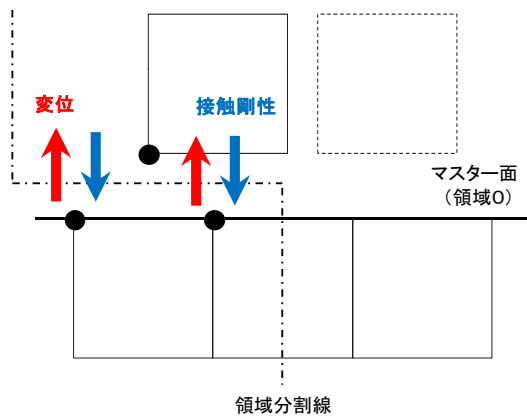 変位
接触剛性
マスター面
（領域0）
領域分割線